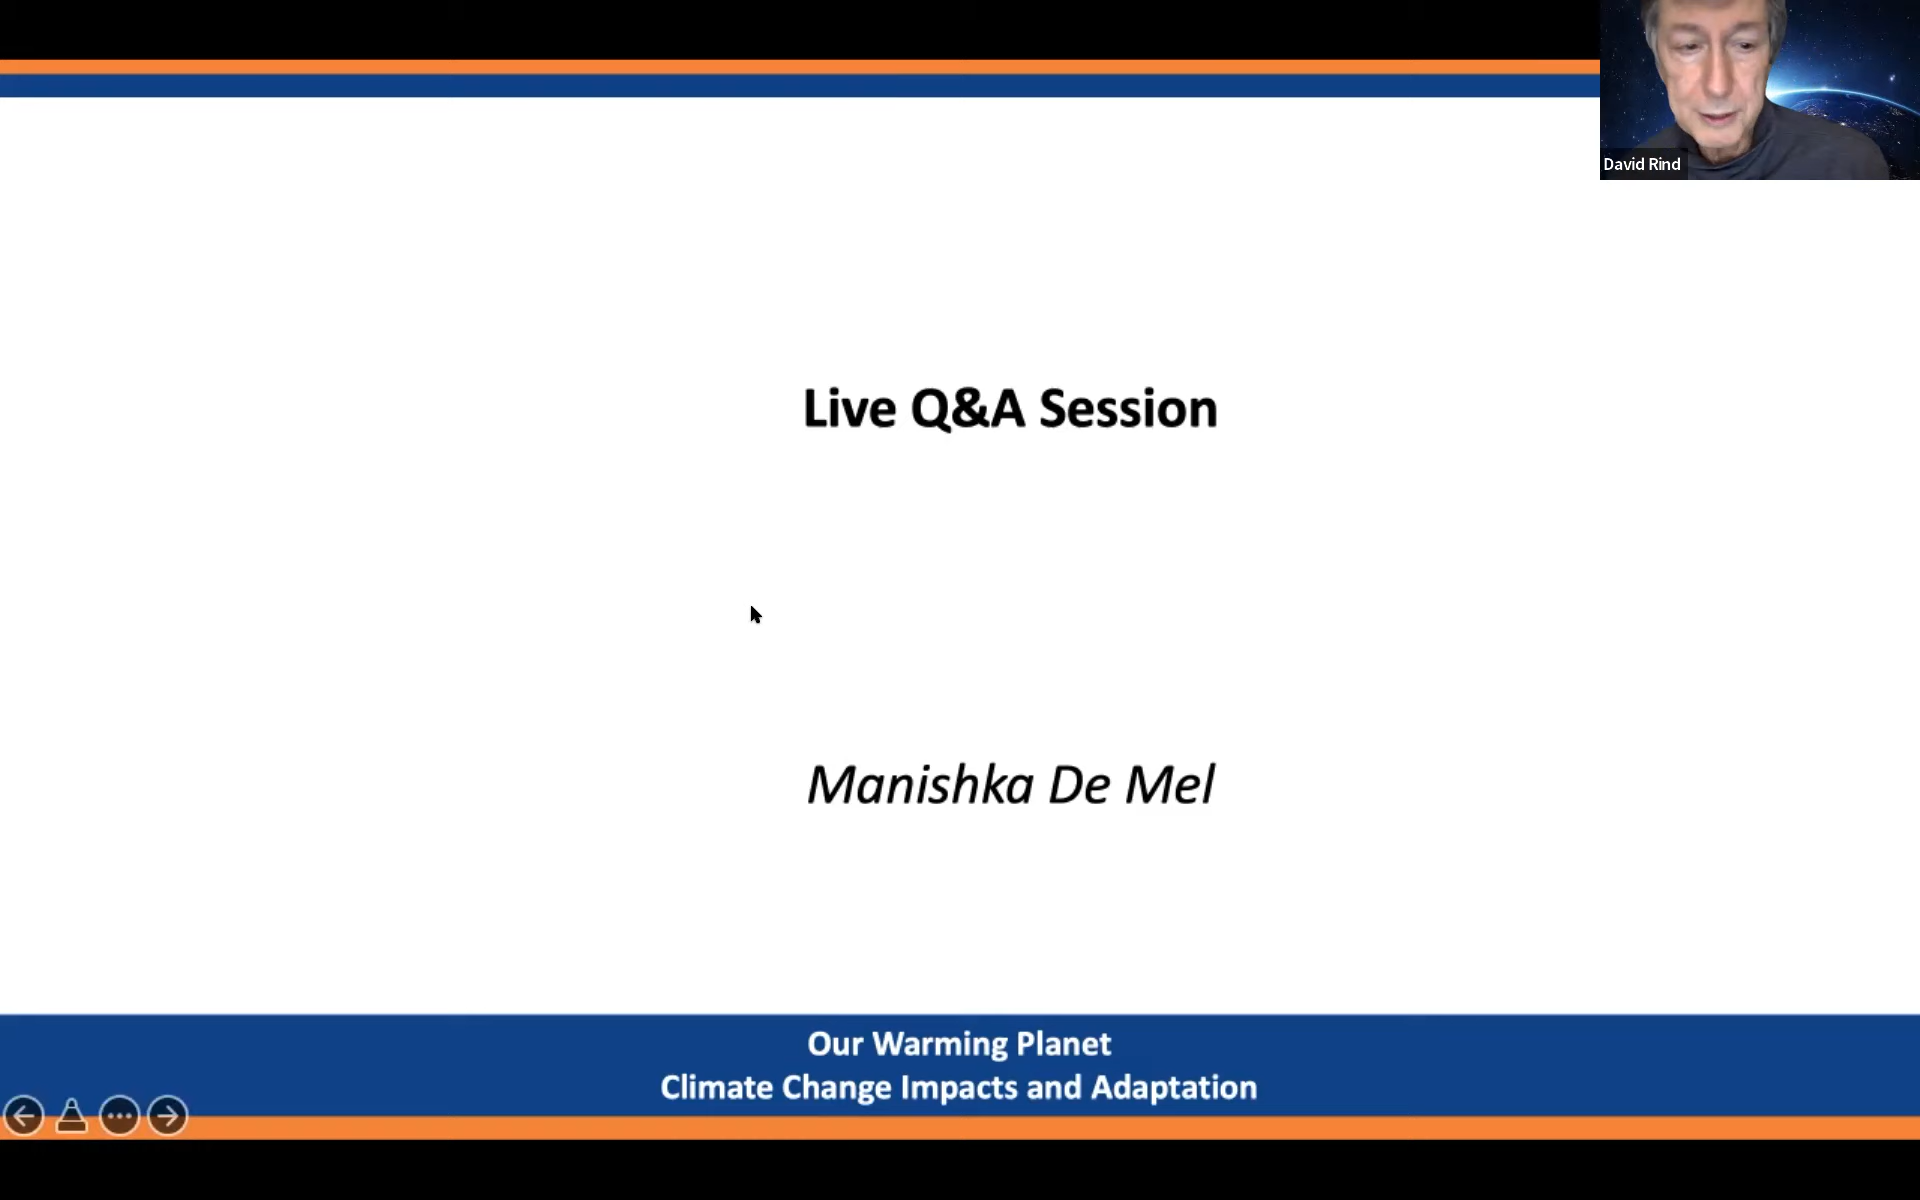 David Rind
Live Q&A Session
Manishka De Mel
Our Warming Planet
Climate Change Impacts and Adaptation